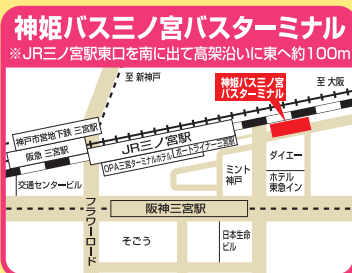 神姫バス三ノ宮バスターミナル
※JR三ノ宮駅東口を南に出て高架沿いに東へ約100m
至 新神戸
神姫バス三ノ宮
バスターミナル
至 大阪
神戸市営地下鉄 三宮駅
阪急 三宮駅
JR三ノ宮駅
OPA三宮ターミナルホテル
ポートライナー三宮駅
交通センタービル
ミント
神戸
ダイエー
ホテル
東急イン
フラワーロード
阪神三宮駅
そごう
日本生命
ビル